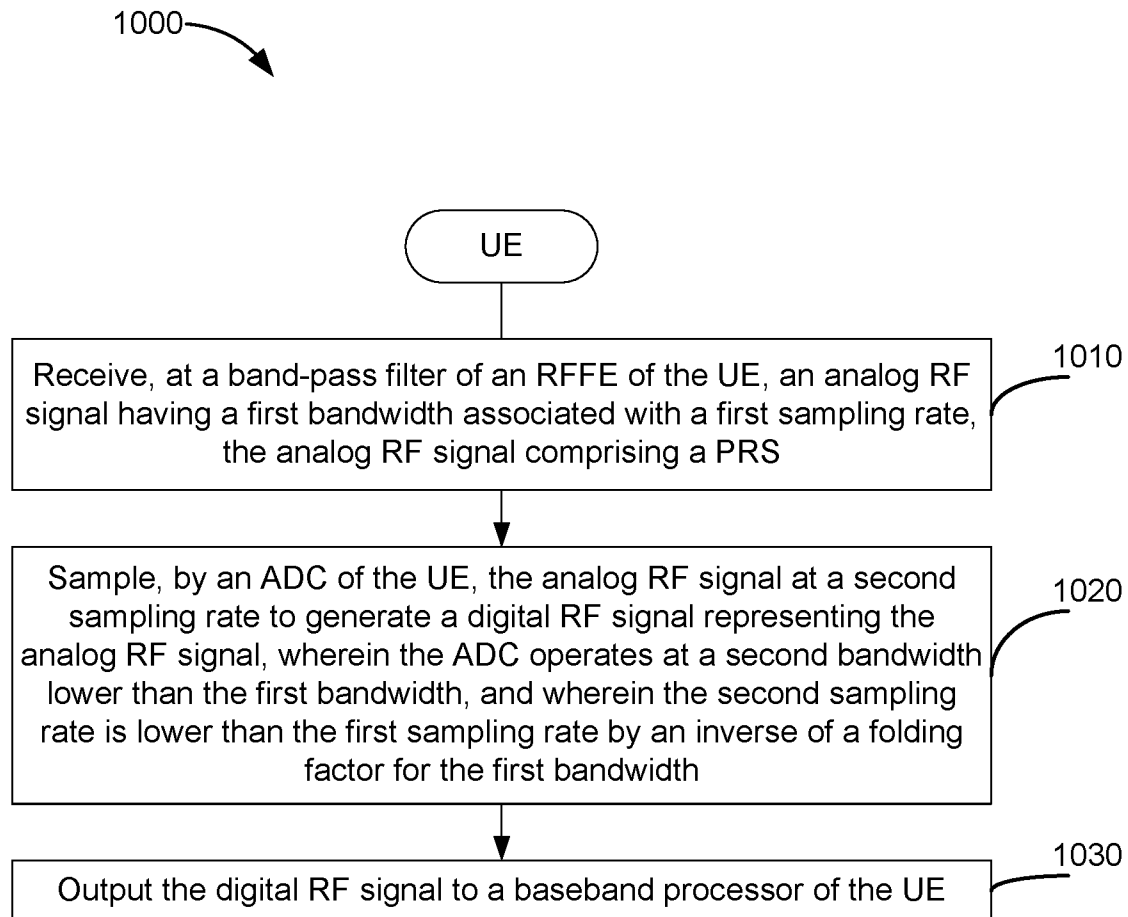 1000
UE
Receive, at a band-pass filter of an RFFE of the UE, an analog RF
signal having a first bandwidth associated with a first sampling rate,
the analog RF signal comprising a PRS
1010
Sample, by an ADC of the UE, the analog RF signal at a second
sampling rate to generate a digital RF signal representing the
analog RF signal, wherein the ADC operates at a second bandwidth
lower than the first bandwidth, and wherein the second sampling
rate is lower than the first sampling rate by an inverse of a folding
factor for the first bandwidth
1020
Output the digital RF signal to a baseband processor of the UE
1030